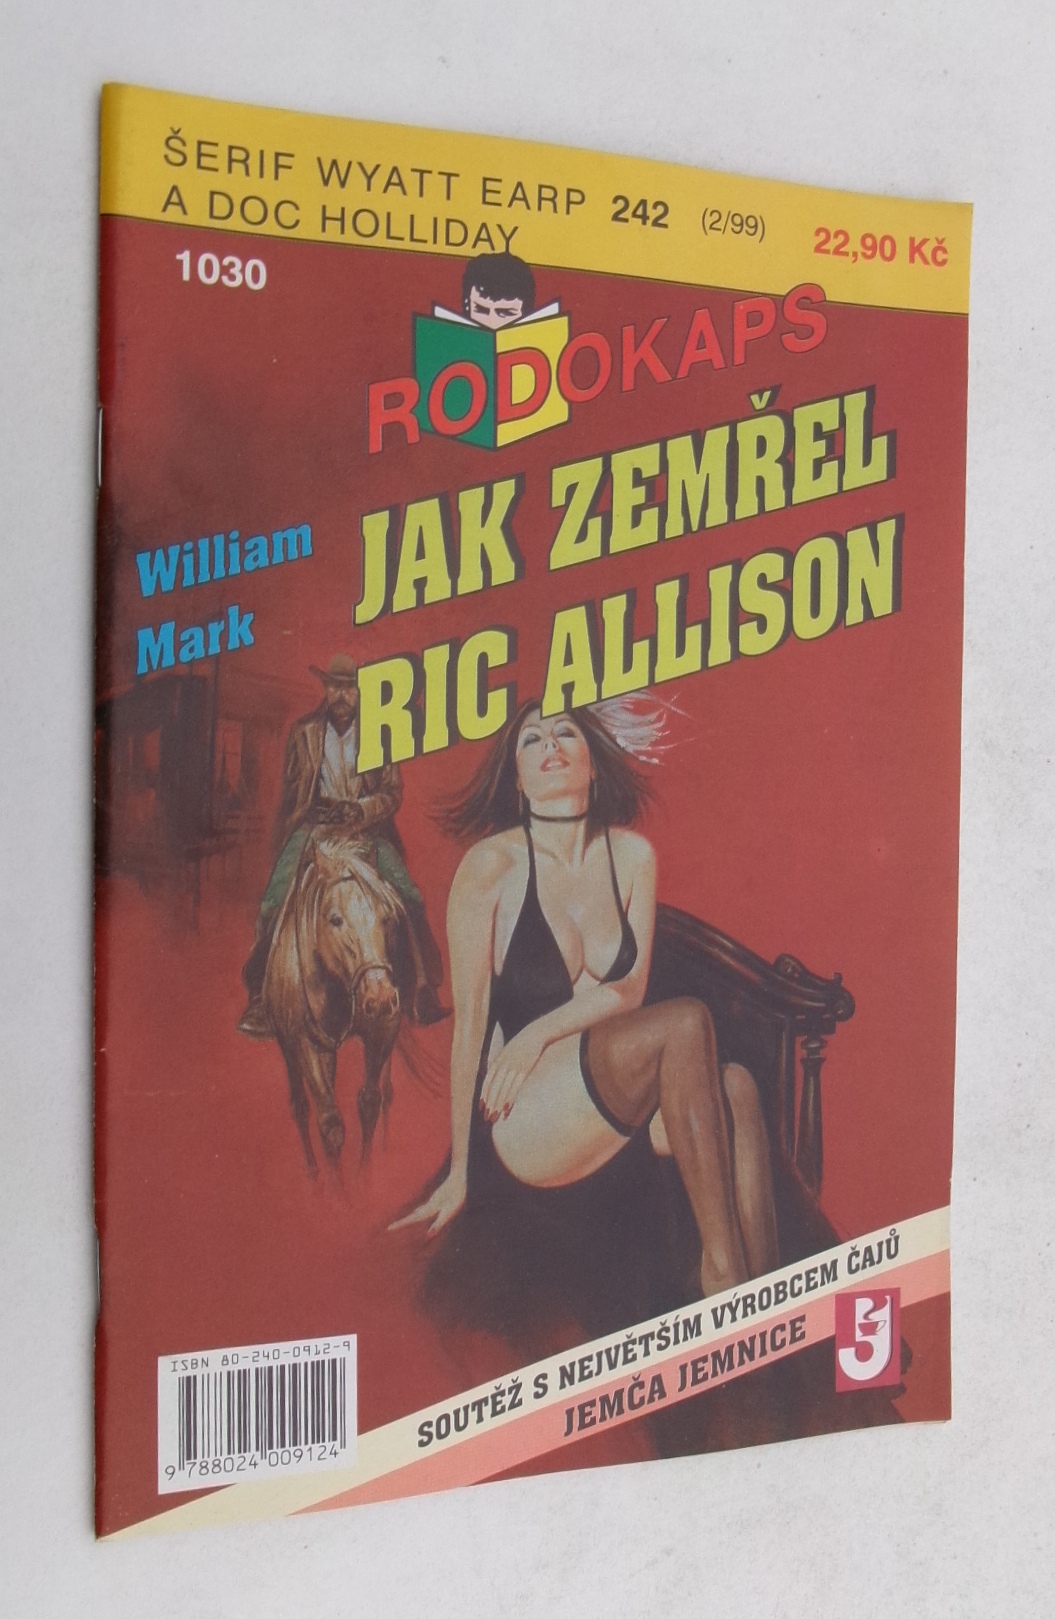 ŠERIF WYATT EARP 242 (2/99) 22,90 Kč
A DOC HOLLIDAY
1030
RODOKAPS
JAK ZEMŘEL
RIC ALLISON
William
Mark
SOUTĚŽ S NEJVĚTŠÍM VÝROBCEM ČAJŮ
JEMČA JEMNICE
J
ISBN 80-240-0912-9
9 788024 009124